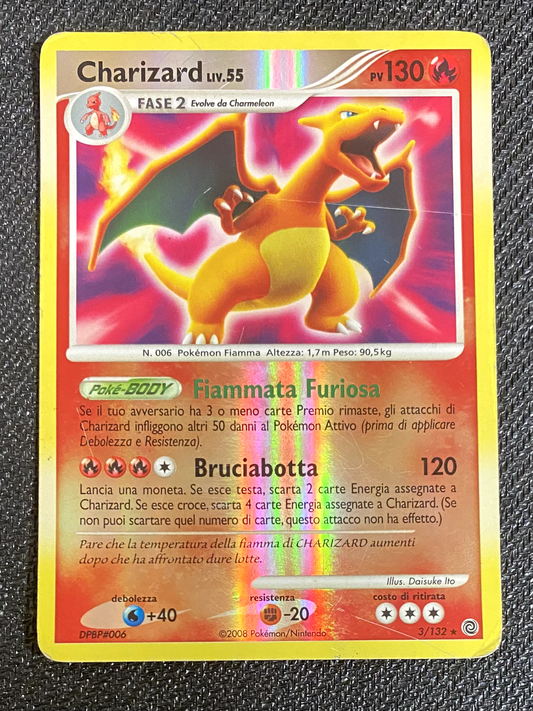 Charizard LIV.55 PV 130
FASE 2 Evolve da Charmeleon
N. 006 Pokémon Fiamma Altezza: 1,7 m Peso: 90,5 kg
Poké-BODY Fiammata Furiosa
Se il tuo avversario ha 3 o meno carte Premio rimaste, gli attacchi di
Charizard infliggono altri 50 danni al Pokémon Attivo (prima di applicare
Debolezza e Resistenza).
Bruciabotta 120
Lancia una moneta. Se esce testa, scarta 2 carte Energia assegnate a
Charizard. Se esce croce, scarta 4 carte Energia assegnate a Charizard. (Se
non puoi scartare quel numero di carte, questo attacco non ha effetto.)
Pare che la temperatura della fiamma di CHARIZARD aumenti
dopo che ha affrontato dure lotte.
Illus. Daisuke Ito
debolezza resistenza costo di ritirata
+40 -20
DPBP#006 ©2008 Pokémon/Nintendo 3/132 ★